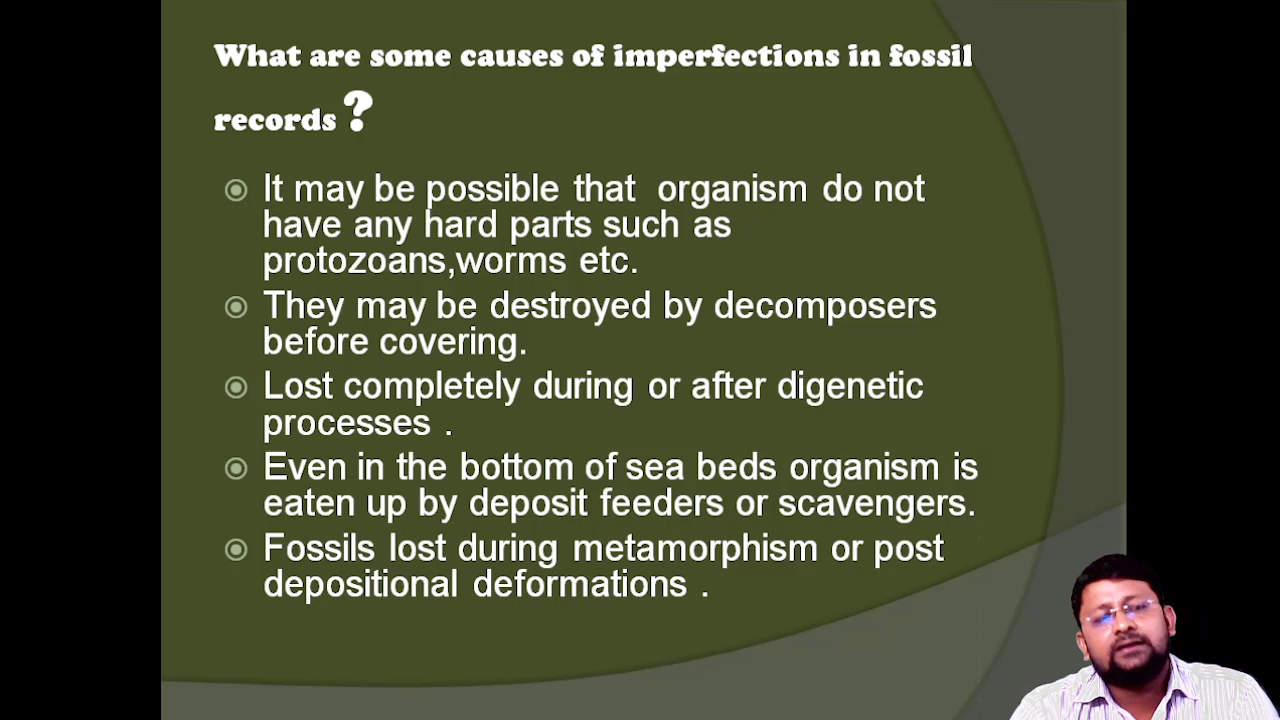 What are some causes of imperfections in fossil
records?
It may be possible that organism do not
have any hard parts such as
protozoans,worms etc.
They may be destroyed by decomposers
before covering.
Lost completely during or after digenetic
processes .
Even in the bottom of sea beds organism is
eaten up by deposit feeders or scavengers.
Fossils lost during metamorphism or post
depositional deformations .